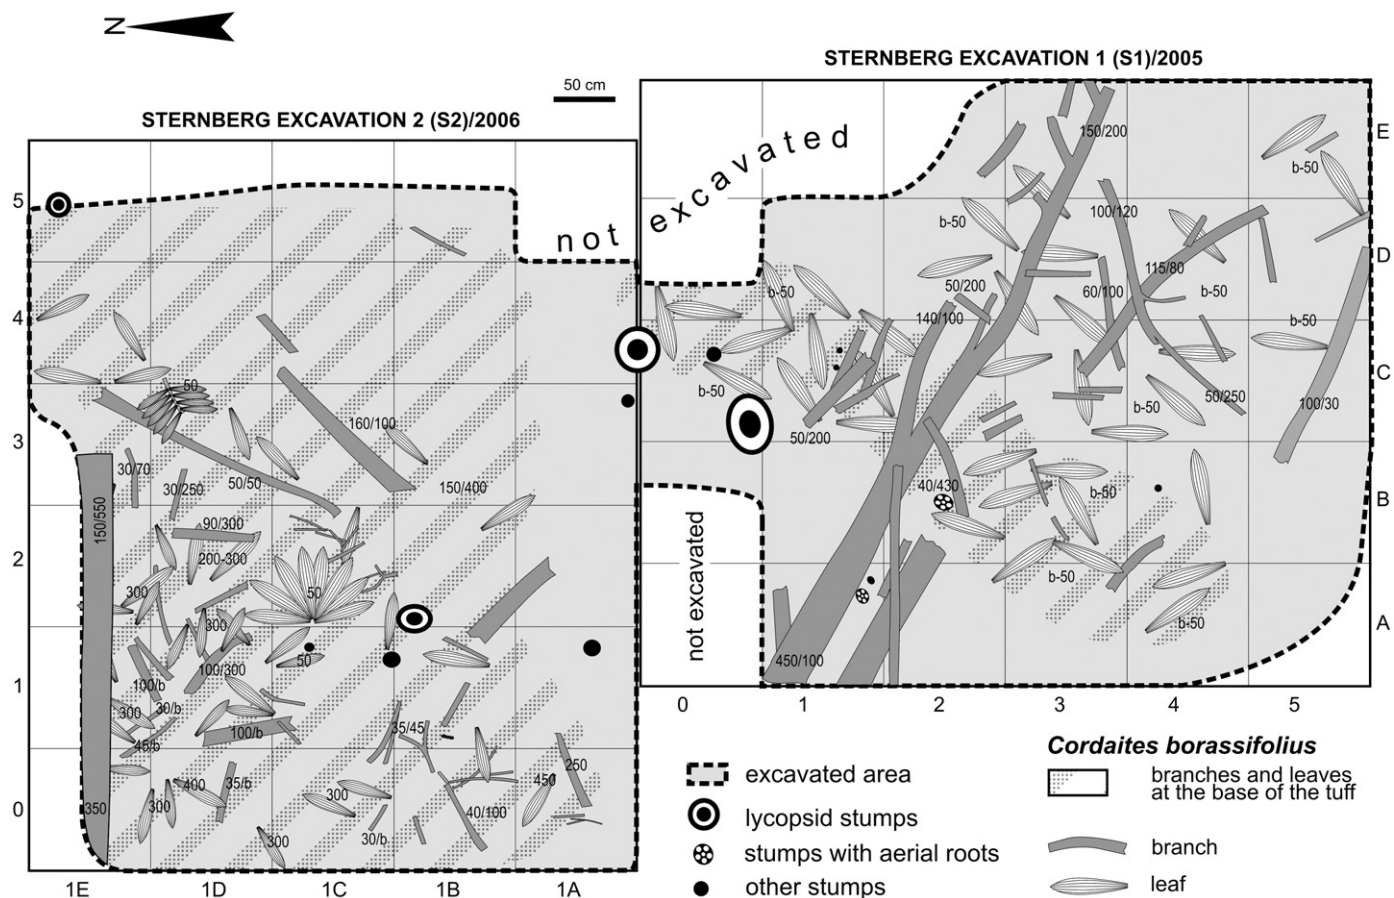 N
50 cm
STERNBERG EXCAVATION 1 (S1)/2005
STERNBERG EXCAVATION 2 (S2)/2006
not excavated
5
4
3
2
1
0
50
160/100
30/70
30/250
50/50
150/400
150/550
90/300
200-300
300
50
300
50
100/300
100/b
30/b
300
45/b
100/b
35/45
400
35/b
300
350
300
300
30/b
40/100
450
250
1E
1D
1C
1B
1A
150/200
E
b-50
100/120
b-50
D
115/80
50/200
60/100
b-50
b-50
140/100
b-50
C
b-50
b-50
50/250
100/30
50/200
40/430
b-50
B
b-50
A
b-50
450/100
not excavated
0
1
2
3
4
5
excavated area
lycopsid stumps
stumps with aerial roots
other stumps
Cordaites borassifolius
branches and leaves
at the base of the tuff
branch
leaf